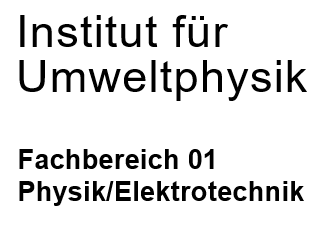 Institut für
Umweltphysik
Fachbereich 01
Physik/Elektrotechnik